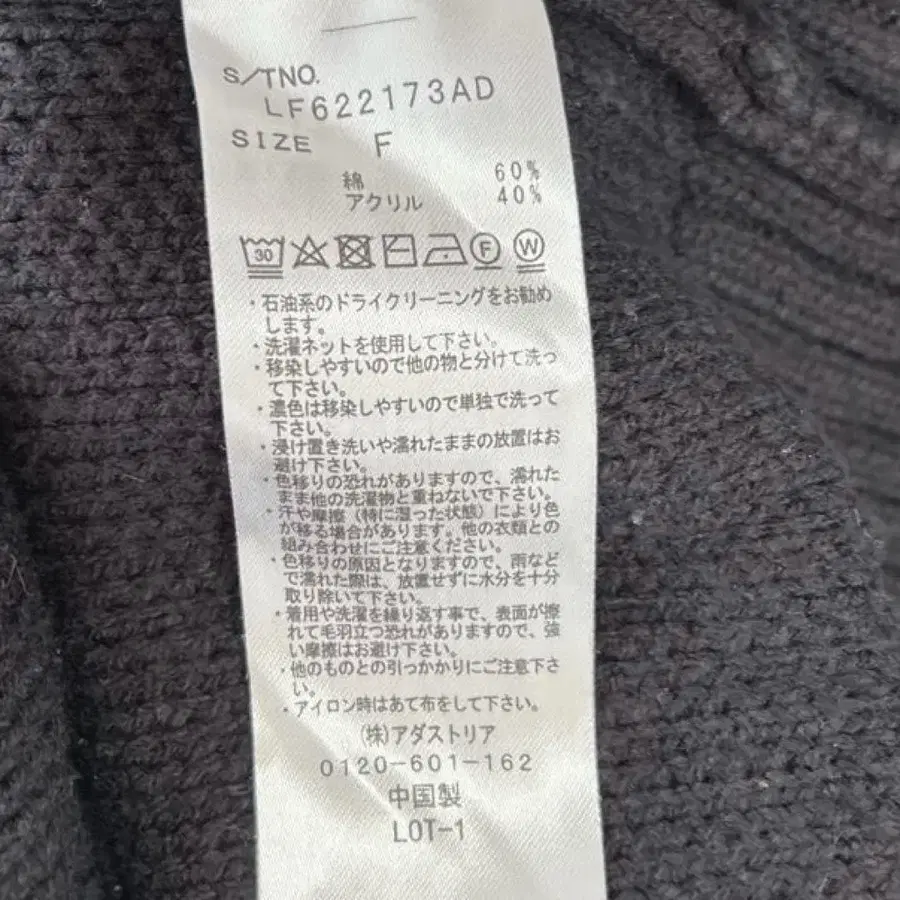 S/TNO.
LF622173AD
SIZE F
綿 60%
アクリル 40%
30 F W
・石油系のドライクリーニングをお勧め
します。
・洗濯ネットを使用して下さい。
・移染しやすいので他の物と分けて洗っ
て下さい。
・濃色は移染しやすいので単独で洗って
下さい。
・浸け置き洗いや濡れたままの放置はお
避け下さい。
・色移りの恐れがありますので、濡れた
まま他の洗濯物と重ねないで下さい。
・汗や摩擦（特に湿った状態）により色
が移る場合があります。他の衣類との
組み合わせにご注意ください。
・色移りの原因となりますので、雨など
で濡れた際は、放置せずに水分を十分
取り除いて下さい。
・着用や洗濯を繰り返す事で、表面が擦
れて毛羽立つ恐れがありますので、強
い摩擦はお避け下さい。
・他のものとの引っかかりにご注意下さ
い。
・アイロン時はあて布をして下さい。
(株)アダストリア
0120-601-162
中国製
LOT-1